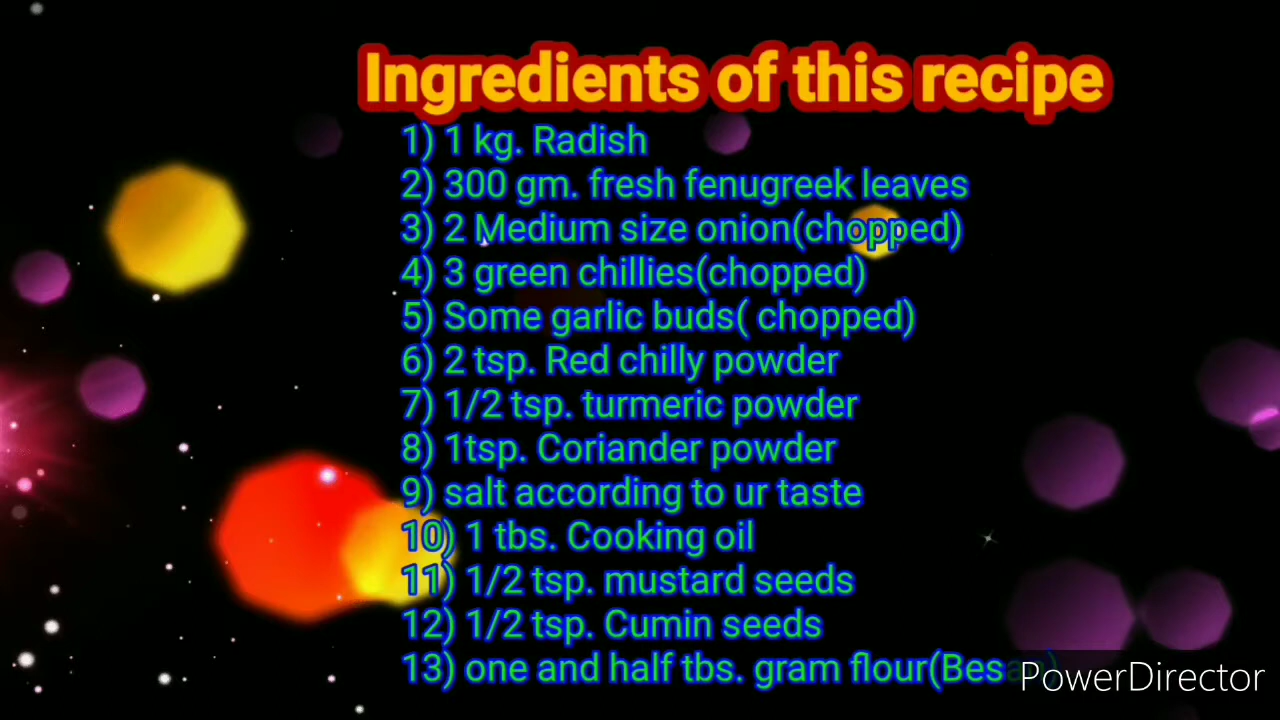 Ingredients of this recipe
1) 1 kg. Radish
2) 300 gm. fresh fenugreek leaves
3) 2 Medium size onion(chopped)
4) 3 green chillies(chopped)
5) Some garlic buds( chopped)
6) 2 tsp. Red chilly powder
7) 1/2 tsp. turmeric powder
8) 1tsp. Coriander powder
9) salt according to ur taste
10) 1 tbs. Cooking oil
11) 1/2 tsp. mustard seeds
12) 1/2 tsp. Cumin seeds
13) one and half tbs. gram flour(Besan)
PowerDirector